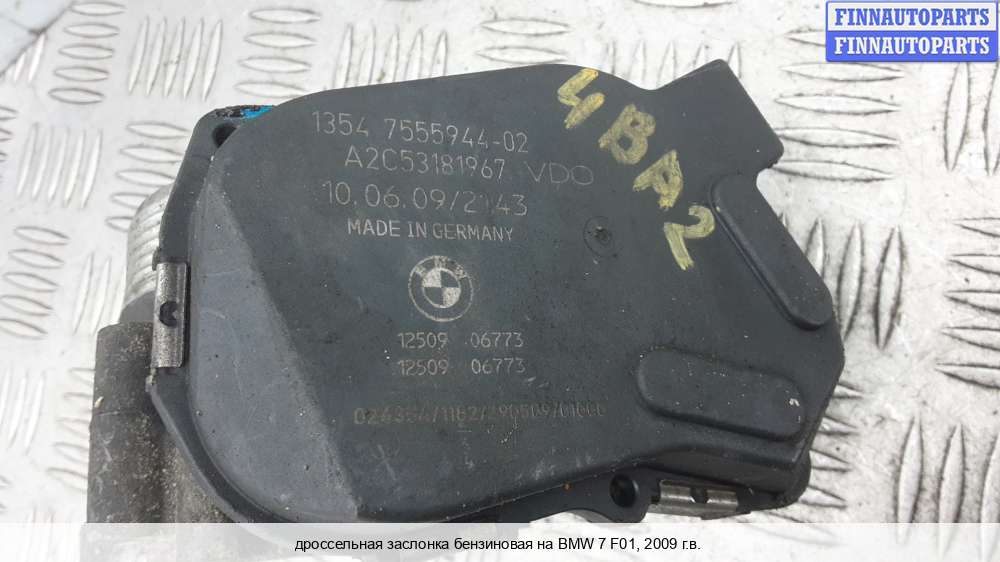 FINNAUTOPARTS
FINNAUTOPARTS
4BA2
1354 7555944-02
A2C53181967 VDO
10.06.09/2143
MADE IN GERMANY
BMW
12509 06773
12509 06773
дроссельная заслонка бензиновая на BMW 7 F01, 2009 г.в.